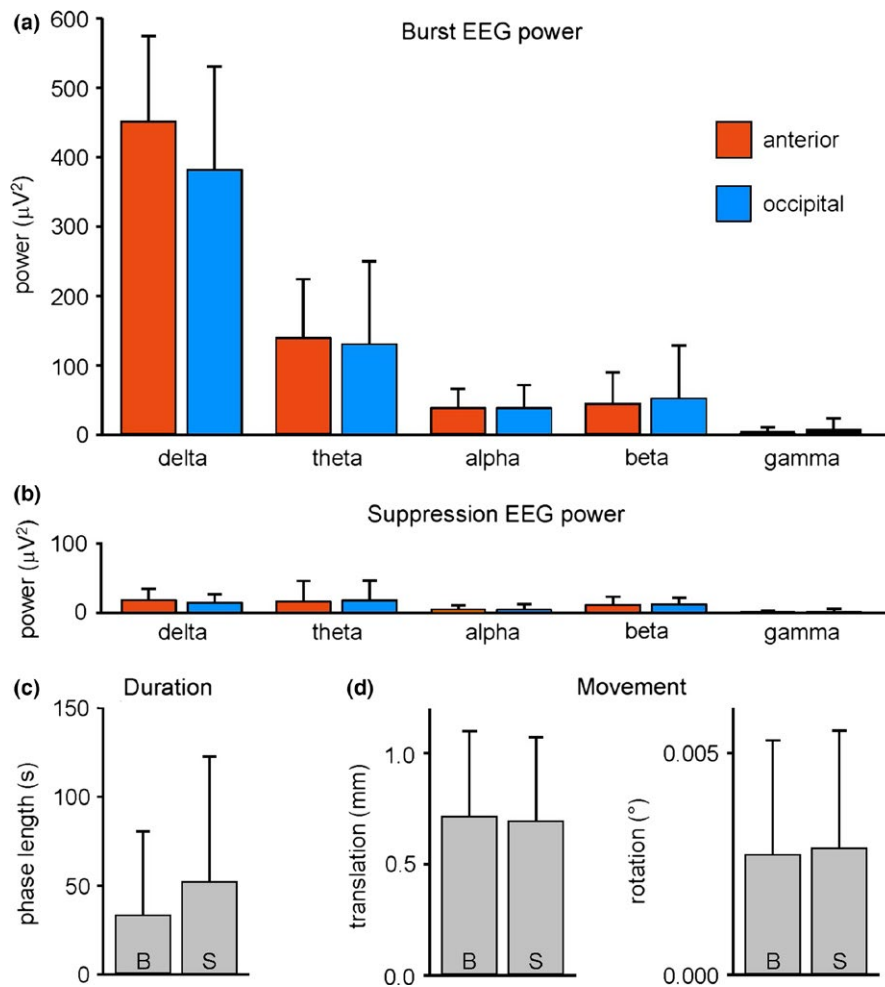 (a)
Burst EEG power
600
500
400
300
200
100
0
power (μV²)
anterior
occipital
delta theta alpha beta gamma
(b)
Suppression EEG power
100
0
power (μV²)
delta theta alpha beta gamma
(c) Duration
150
100
50
0
phase length (s)
B S
(d) Movement
1.0
0.5
0.0
translation (mm)
B S
0.005
0.000
rotation (°)
B S